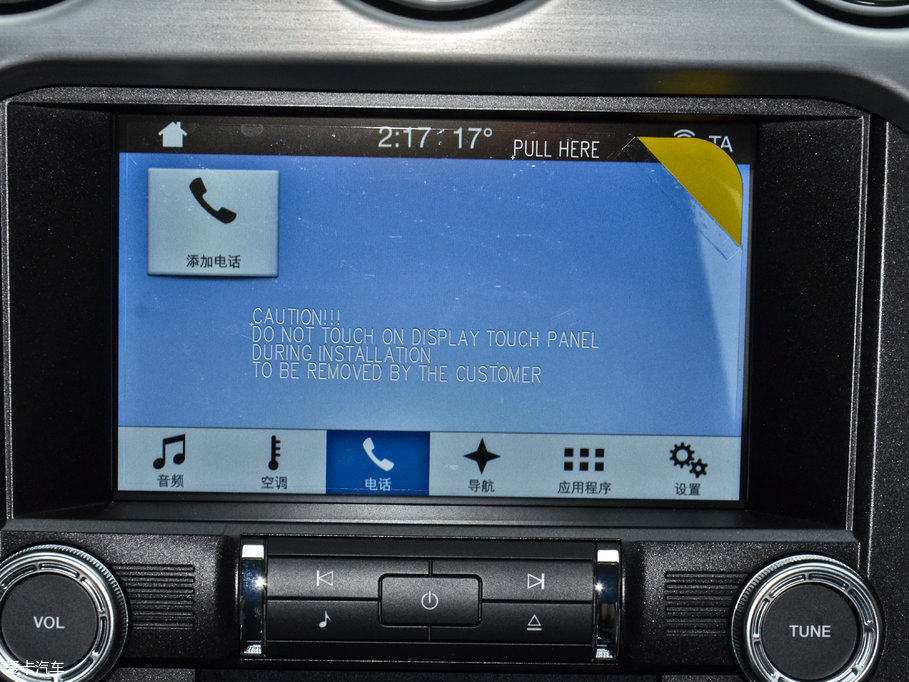 2:17 17° TA
PULL HERE
添加电话
CAUTION!!!
DO NOT TOUCH ON DISPLAY TOUCH PANEL
DURING INSTALLATION
TO BE REMOVED BY THE CUSTOMER
音频 空调 电话 导航 应用程序 设置
VOL
TUNE
卡汽车